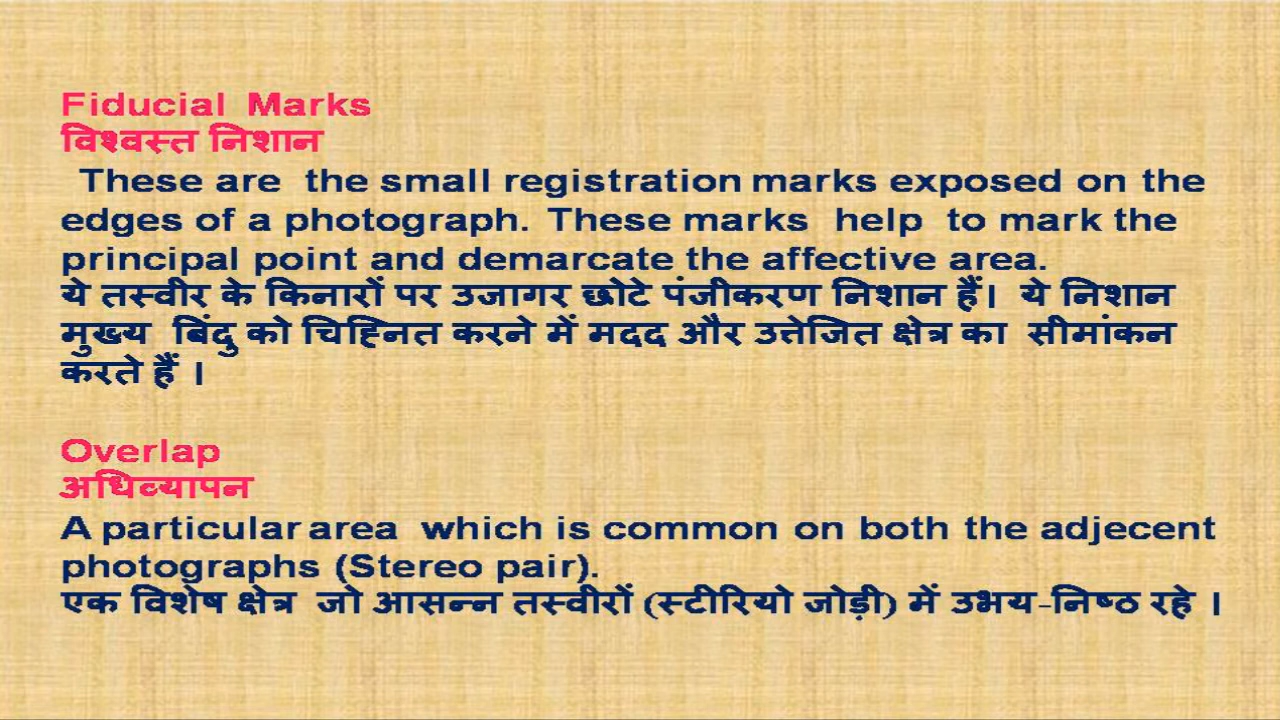 Fiducial Marks
विश्वस्त निशान
These are the small registration marks exposed on the
edges of a photograph. These marks help to mark the
principal point and demarcate the affective area.
ये तस्वीर के किनारों पर उजागर छोटे पंजीकरण निशान हैं। ये निशान
मुख्य बिंदु को चिह्नित करने में मदद और उत्तेजित क्षेत्र का सीमांकन
करते हैं ।
Overlap
अधिव्यापन
A particular area which is common on both the adjecent
photographs (Stereo pair).
एक विशेष क्षेत्र जो आसन्न तस्वीरों (स्टीरियो जोड़ी) में उभय-निष्ठ रहे ।